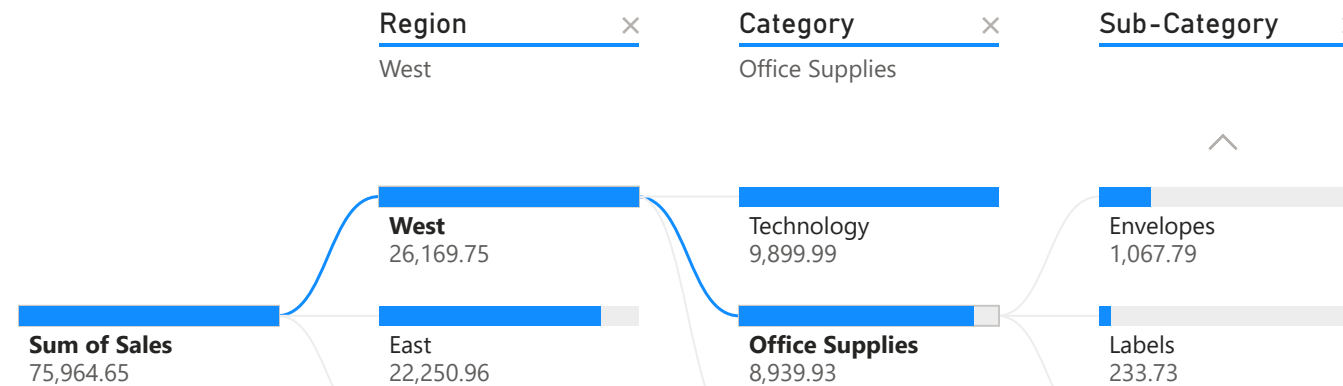 Region
Category
Sub-Category
West
Office Supplies
West
26,169.75
Technology
9,899.99
Envelopes
1,067.79
Sum of Sales
75,964.65
East
22,250.96
Office Supplies
8,939.93
Labels
233.73